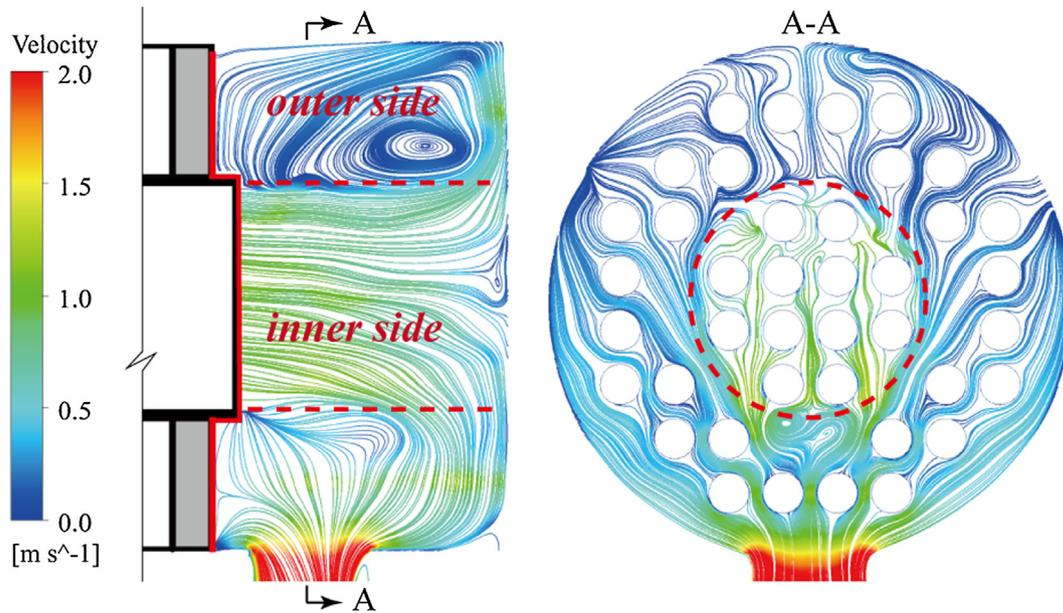 A
A-A
Velocity
2.0
outer side
1.5
1.0
inner side
0.5
0.0
[m s^-1]
A